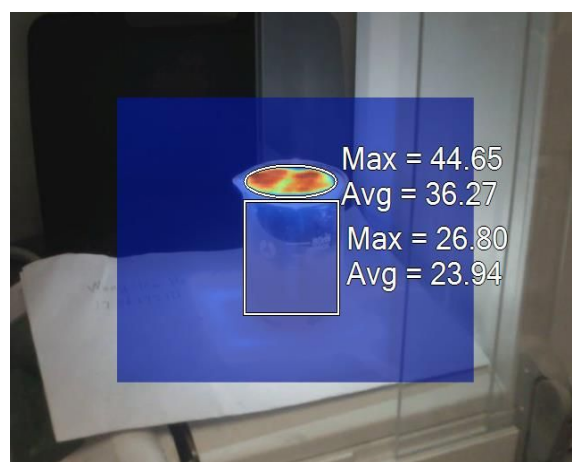 Max = 44.65
Avg = 36.27
Max = 26.80
Avg = 23.94